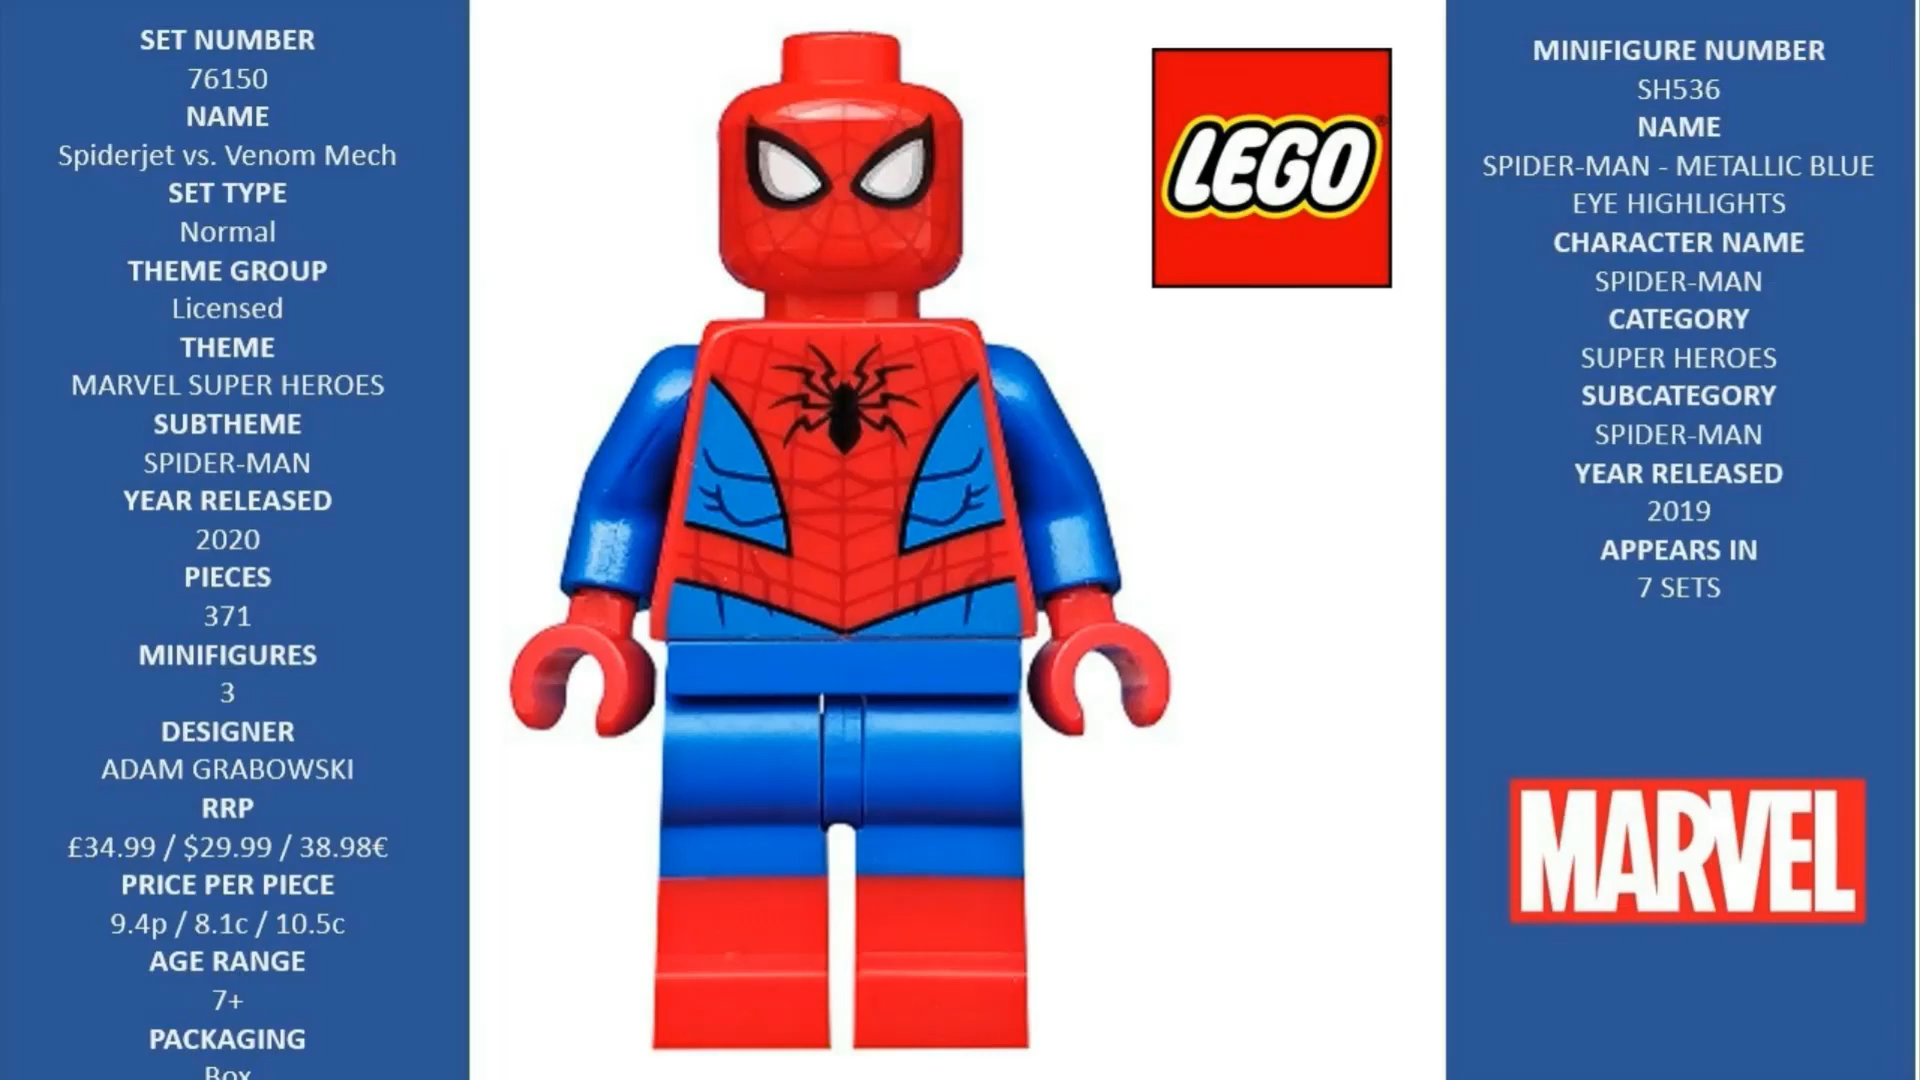 SET NUMBER
76150
NAME
Spiderjet vs. Venom Mech
SET TYPE
Normal
THEME GROUP
Licensed
THEME
MARVEL SUPER HEROES
SUBTHEME
SPIDER-MAN
YEAR RELEASED
2020
PIECES
371
MINIFIGURES
3
DESIGNER
ADAM GRABOWSKI
RRP
£34.99 / $29.99 / 38.98€
PRICE PER PIECE
9.4p / 8.1c / 10.5c
AGE RANGE
7+
PACKAGING
Box
LEGO®
MINIFIGURE NUMBER
SH536
NAME
SPIDER-MAN - METALLIC BLUE
EYE HIGHLIGHTS
CHARACTER NAME
SPIDER-MAN
CATEGORY
SUPER HEROES
SUBCATEGORY
SPIDER-MAN
YEAR RELEASED
2019
APPEARS IN
7 SETS
MARVEL